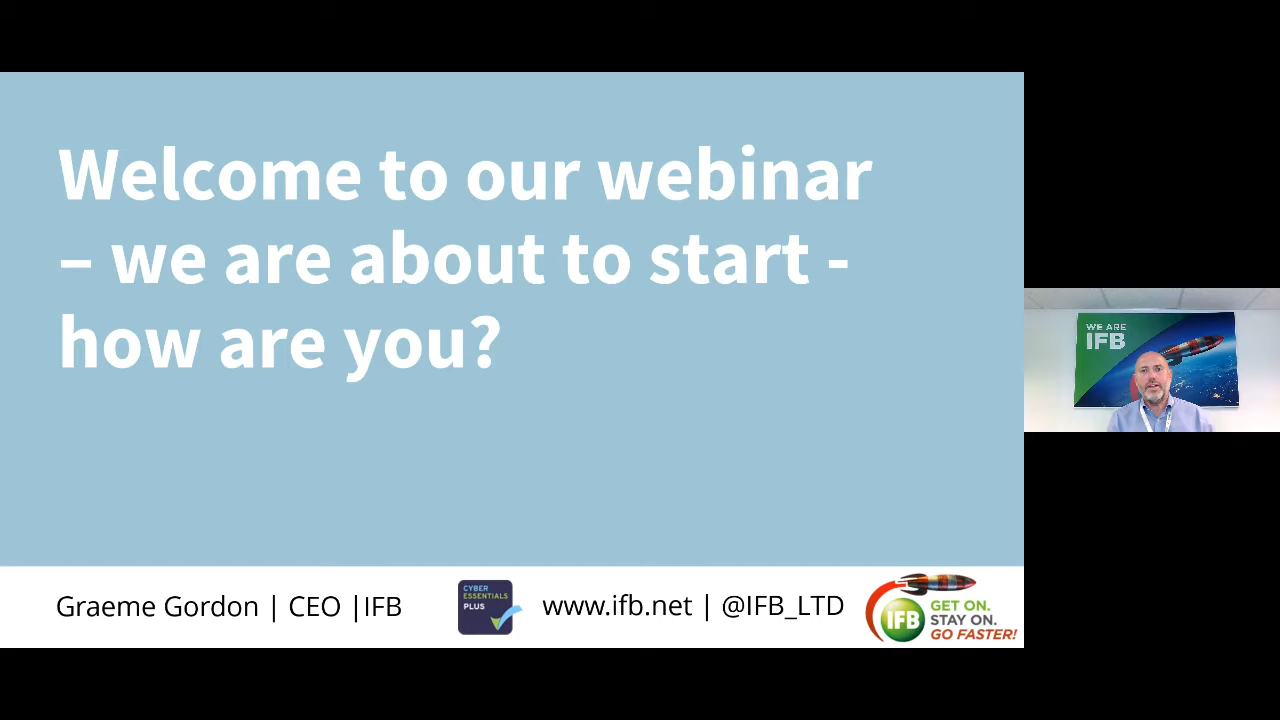 Welcome to our webinar
– we are about to start -
how are you?
WE ARE
IFB
Graeme Gordon | CEO |IFB
CYBER
ESSENTIALS
PLUS
www.ifb.net | @IFB_LTD
IFB
GET ON.
STAY ON.
GO FASTER!